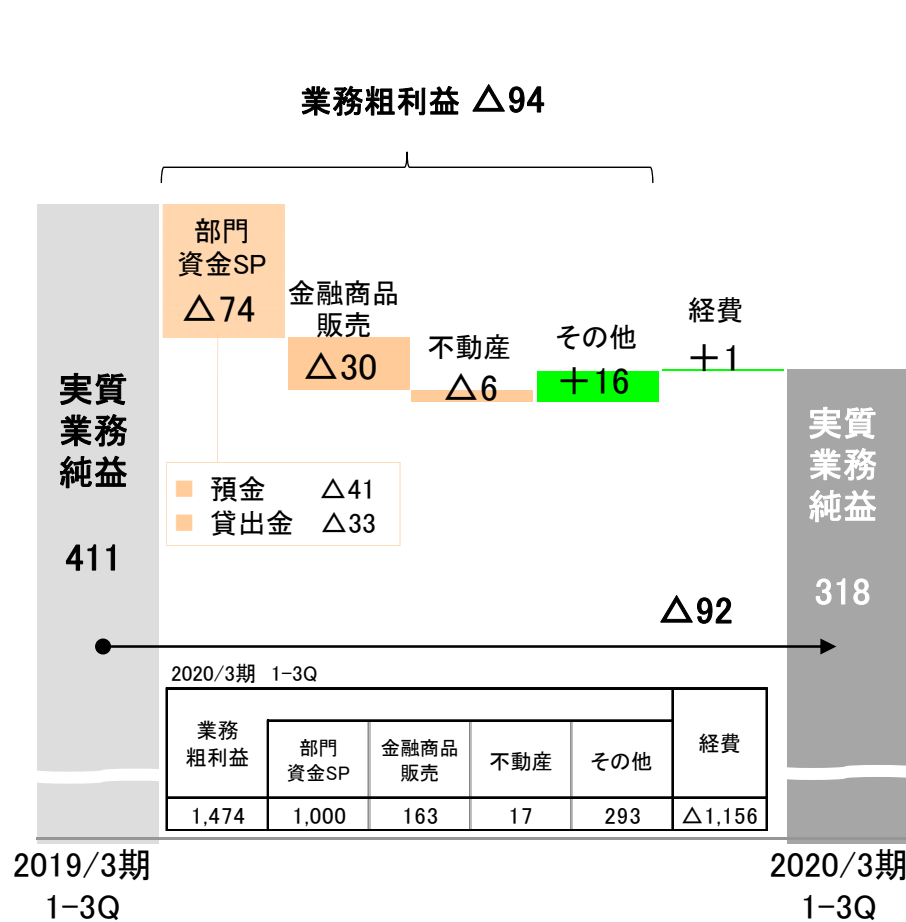 業務粗利益 △94
部門
資金SP
△74
金融商品
販売
△30
不動産
△6
その他
＋16
経費
＋1
実質
業務
純益
411
預金 △41
貸出金 △33
実質
業務
純益
318
△92
2020/3期 1-3Q
業務
粗利益
部門
資金SP
金融商品
販売
不動産
その他
経費
1,474 1,000 163 17 293 △1,156
2019/3期
1-3Q
2020/3期
1-3Q